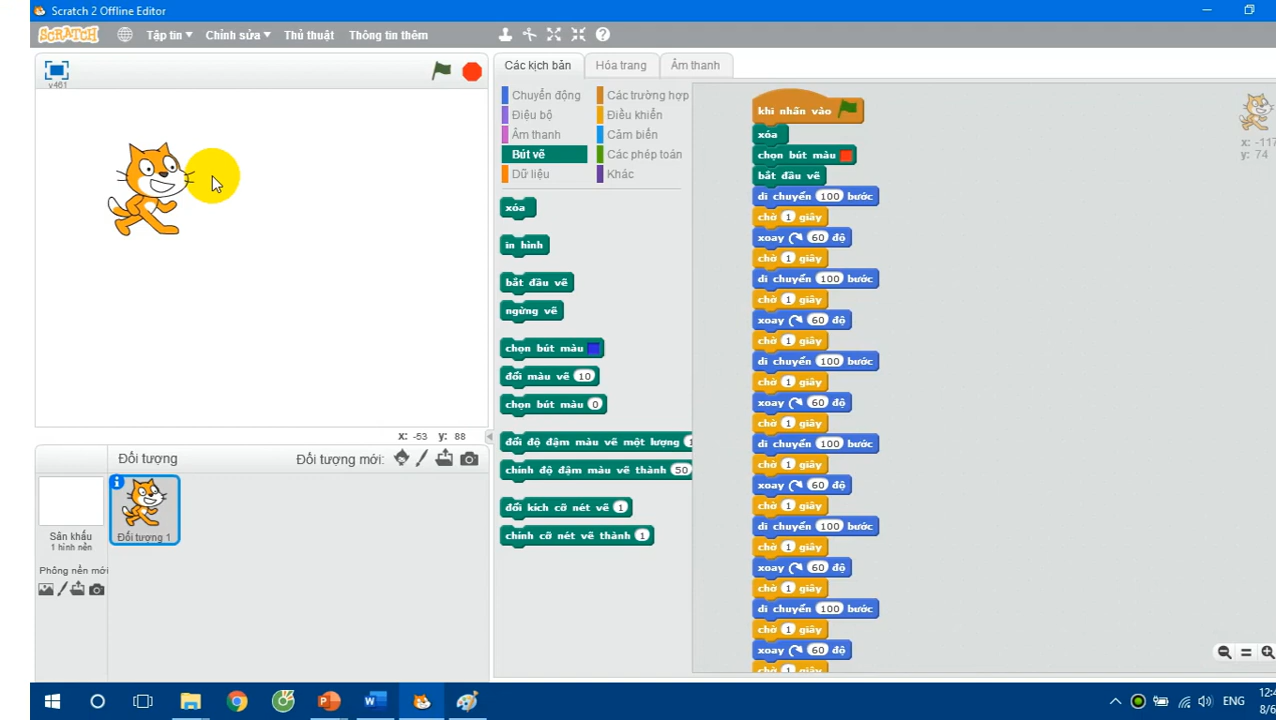 Scratch 2 Offline Editor
SCRATCH Tập tin Chỉnh sửa Thủ thuật Thông tin thêm
v461
Các kịch bản Hóa trang Âm thanh
Chuyển động Các trường hợp
Điệu bộ Điều khiển
Âm thanh Cảm biến
Bút vẽ Các phép toán
Dữ liệu Khác
xóa
in hình
bắt đầu vẽ
ngừng vẽ
chọn bút màu
đổi màu vẽ 10
chọn bút màu 0
đổi độ đậm màu vẽ một lượng
chỉnh độ đậm màu vẽ thành 50
đổi kích cỡ nét vẽ 1
chỉnh cỡ nét vẽ thành 1
khi nhấn vào
xóa
chọn bút màu
bắt đầu vẽ
di chuyển 100 bước
chờ 1 giây
xoay 60 độ
chờ 1 giây
di chuyển 100 bước
chờ 1 giây
xoay 60 độ
chờ 1 giây
di chuyển 100 bước
chờ 1 giây
xoay 60 độ
chờ 1 giây
di chuyển 100 bước
chờ 1 giây
xoay 60 độ
chờ 1 giây
di chuyển 100 bước
chờ 1 giây
xoay 60 độ
chờ 1 giây
di chuyển 100 bước
chờ 1 giây
xoay 60 độ
chờ 1 giây
x: -117
y: 74
x: -53 y: 88
Đối tượng Đối tượng mới:
Sân khấu
1 hình nền
Đối tượng 1
Phông nền mới
ENG
12:4
8/6